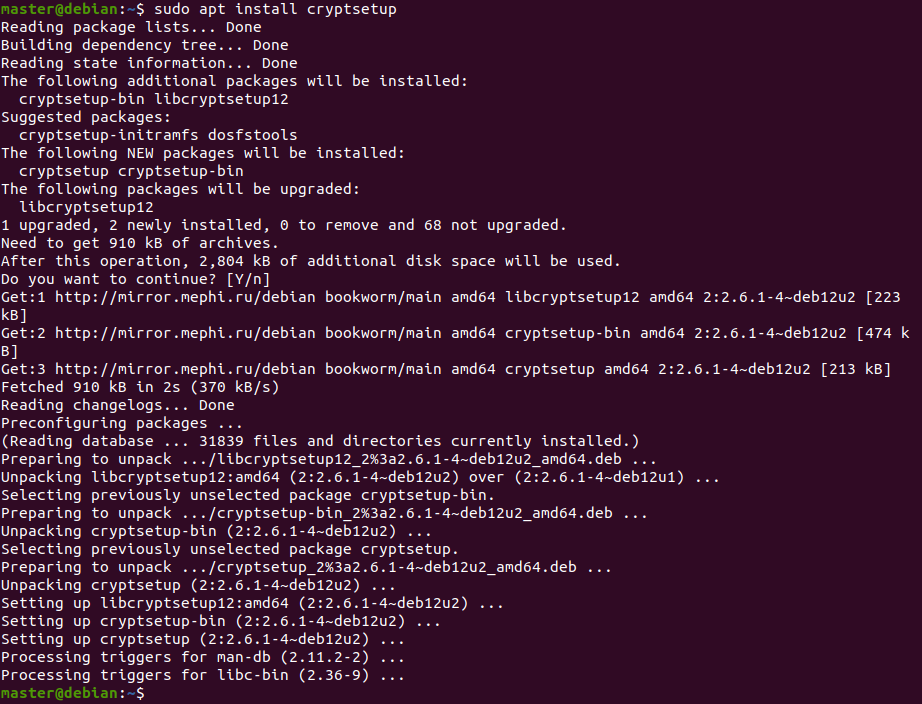 master@debian:~$ sudo apt install cryptsetup
Reading package lists... Done
Building dependency tree... Done
Reading state information... Done
The following additional packages will be installed:
  cryptsetup-bin libcryptsetup12
Suggested packages:
  cryptsetup-initramfs dosfstools
The following NEW packages will be installed:
  cryptsetup cryptsetup-bin
The following packages will be upgraded:
  libcryptsetup12
1 upgraded, 2 newly installed, 0 to remove and 68 not upgraded.
Need to get 910 kB of archives.
After this operation, 2,804 kB of additional disk space will be used.
Do you want to continue? [Y/n]
Get:1 http://mirror.mephi.ru/debian bookworm/main amd64 libcryptsetup12 amd64 2:2.6.1-4~deb12u2 [223
kB]
Get:2 http://mirror.mephi.ru/debian bookworm/main amd64 cryptsetup-bin amd64 2:2.6.1-4~deb12u2 [474 k
B]
Get:3 http://mirror.mephi.ru/debian bookworm/main amd64 cryptsetup amd64 2:2.6.1-4~deb12u2 [213 kB]
Fetched 910 kB in 2s (370 kB/s)
Reading changelogs... Done
Preconfiguring packages ...
(Reading database ... 31839 files and directories currently installed.)
Preparing to unpack .../libcryptsetup12_2%3a2.6.1-4~deb12u2_amd64.deb ...
Unpacking libcryptsetup12:amd64 (2:2.6.1-4~deb12u2) over (2:2.6.1-4~deb12u1) ...
Selecting previously unselected package cryptsetup-bin.
Preparing to unpack .../cryptsetup-bin_2%3a2.6.1-4~deb12u2_amd64.deb ...
Unpacking cryptsetup-bin (2:2.6.1-4~deb12u2) ...
Selecting previously unselected package cryptsetup.
Preparing to unpack .../cryptsetup_2%3a2.6.1-4~deb12u2_amd64.deb ...
Unpacking cryptsetup (2:2.6.1-4~deb12u2) ...
Setting up libcryptsetup12:amd64 (2:2.6.1-4~deb12u2) ...
Setting up cryptsetup-bin (2:2.6.1-4~deb12u2) ...
Setting up cryptsetup (2:2.6.1-4~deb12u2) ...
Processing triggers for man-db (2.11.2-2) ...
Processing triggers for libc-bin (2.36-9) ...
master@debian:~$